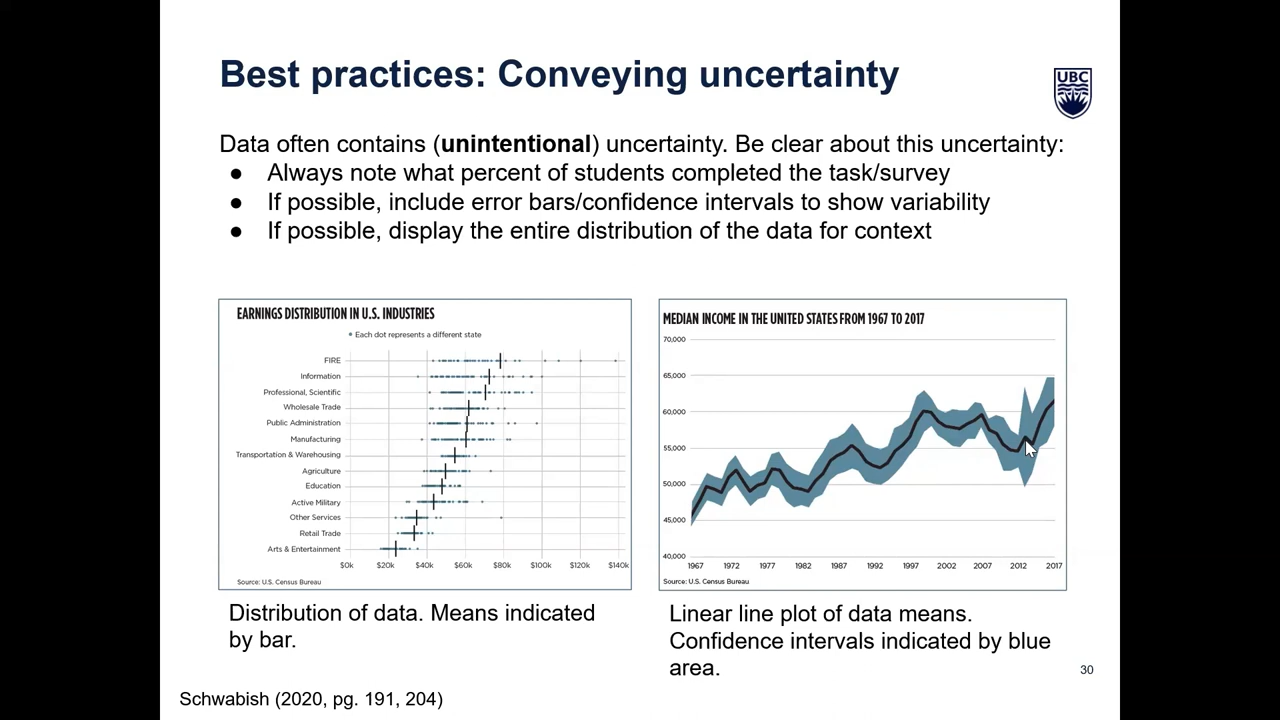 Best practices: Conveying uncertainty
UBC
Data often contains (unintentional) uncertainty. Be clear about this uncertainty:
● Always note what percent of students completed the task/survey
● If possible, include error bars/confidence intervals to show variability
● If possible, display the entire distribution of the data for context
EARNINGS DISTRIBUTION IN U.S. INDUSTRIES
• Each dot represents a different state
FIRE
Information
Professional, Scientific
Wholesale Trade
Public Administration
Manufacturing
Transportation & Warehousing
Agriculture
Education
Active Military
Other Services
Retail Trade
Arts & Entertainment
$0k $20k $40k $60k $80k $100k $120k $140k
Source: U.S. Census Bureau
MEDIAN INCOME IN THE UNITED STATES FROM 1967 TO 2017
70,000
65,000
60,000
55,000
50,000
45,000
40,000
1967 1972 1977 1982 1987 1992 1997 2002 2007 2012 2017
Source: U.S. Census Bureau
Distribution of data. Means indicated
by bar.
Linear line plot of data means.
Confidence intervals indicated by blue
area.
30
Schwabish (2020, pg. 191, 204)